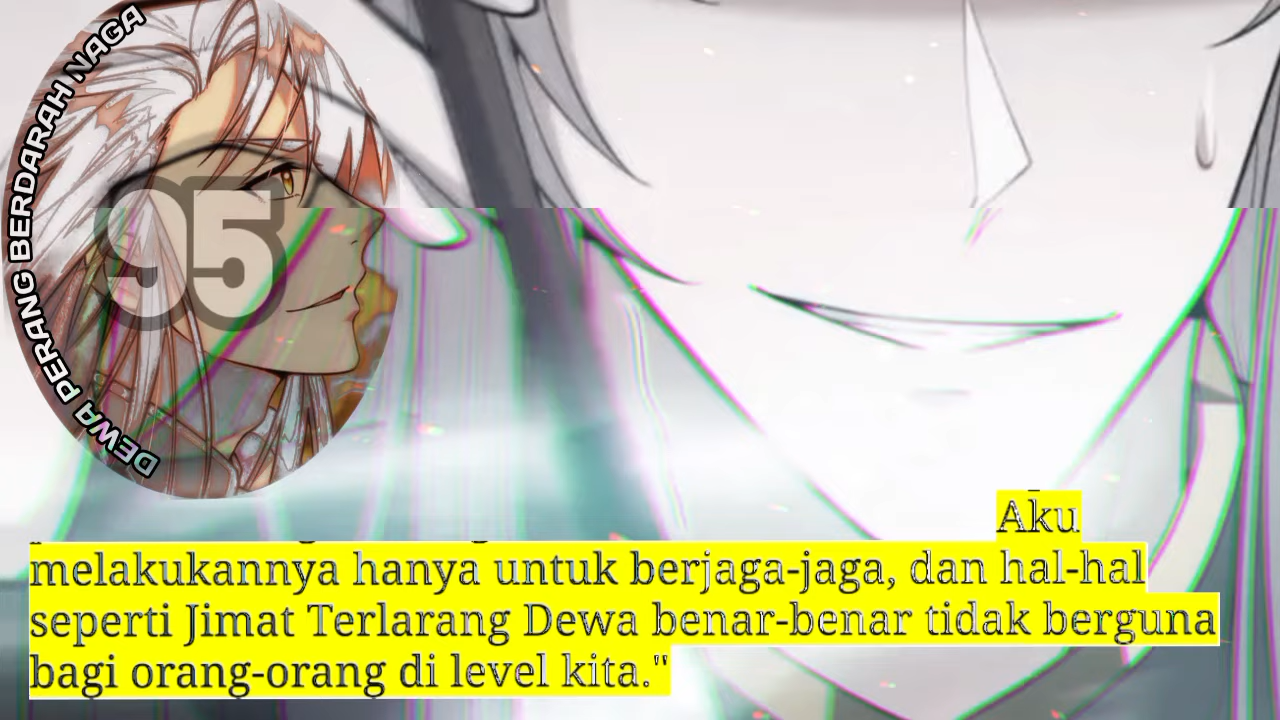 DEWA PERANG BERDARAH NAGA
95
Aku
melakukannya hanya untuk berjaga-jaga, dan hal-hal
seperti Jimat Terlarang Dewa benar-benar tidak berguna
bagi orang-orang di level kita."